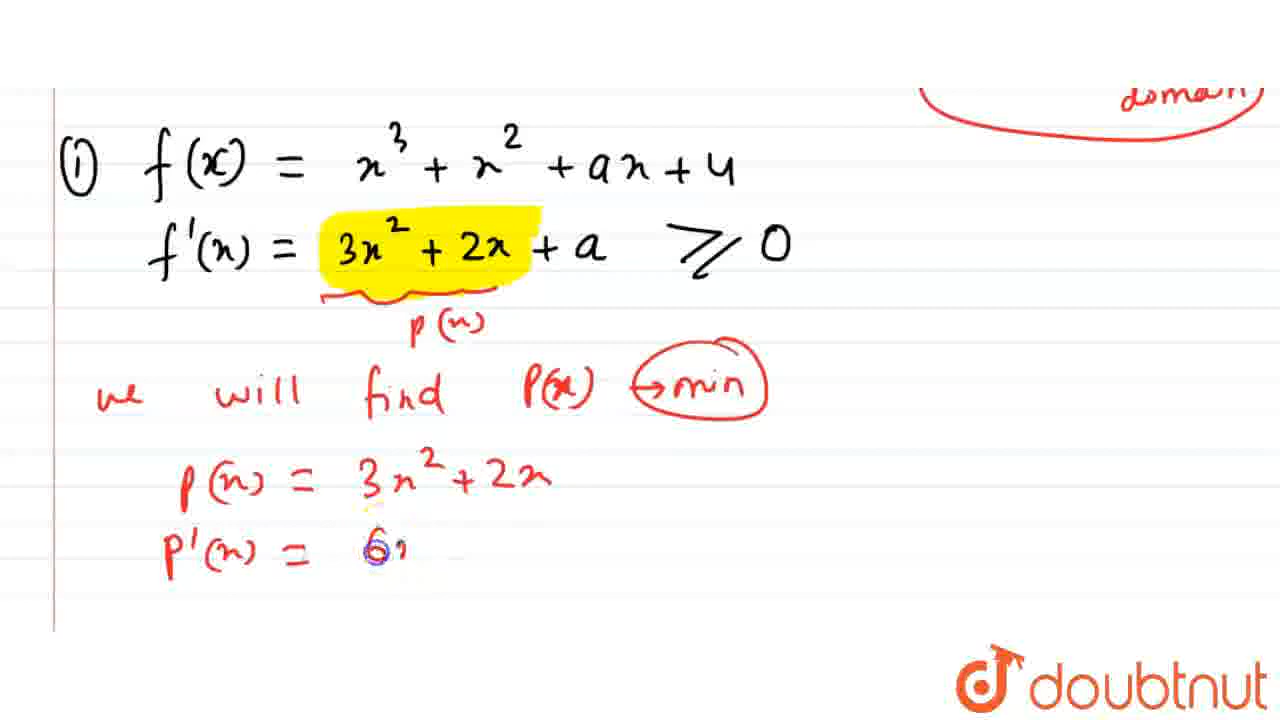 domain
① f(x) = x³ + x² + ax + 4
f'(x) = 3x² + 2x + a ⩾ 0
p(x)
we will find P(x) → min
p(x) = 3x² + 2x
p'(x) = 6
doubtnut